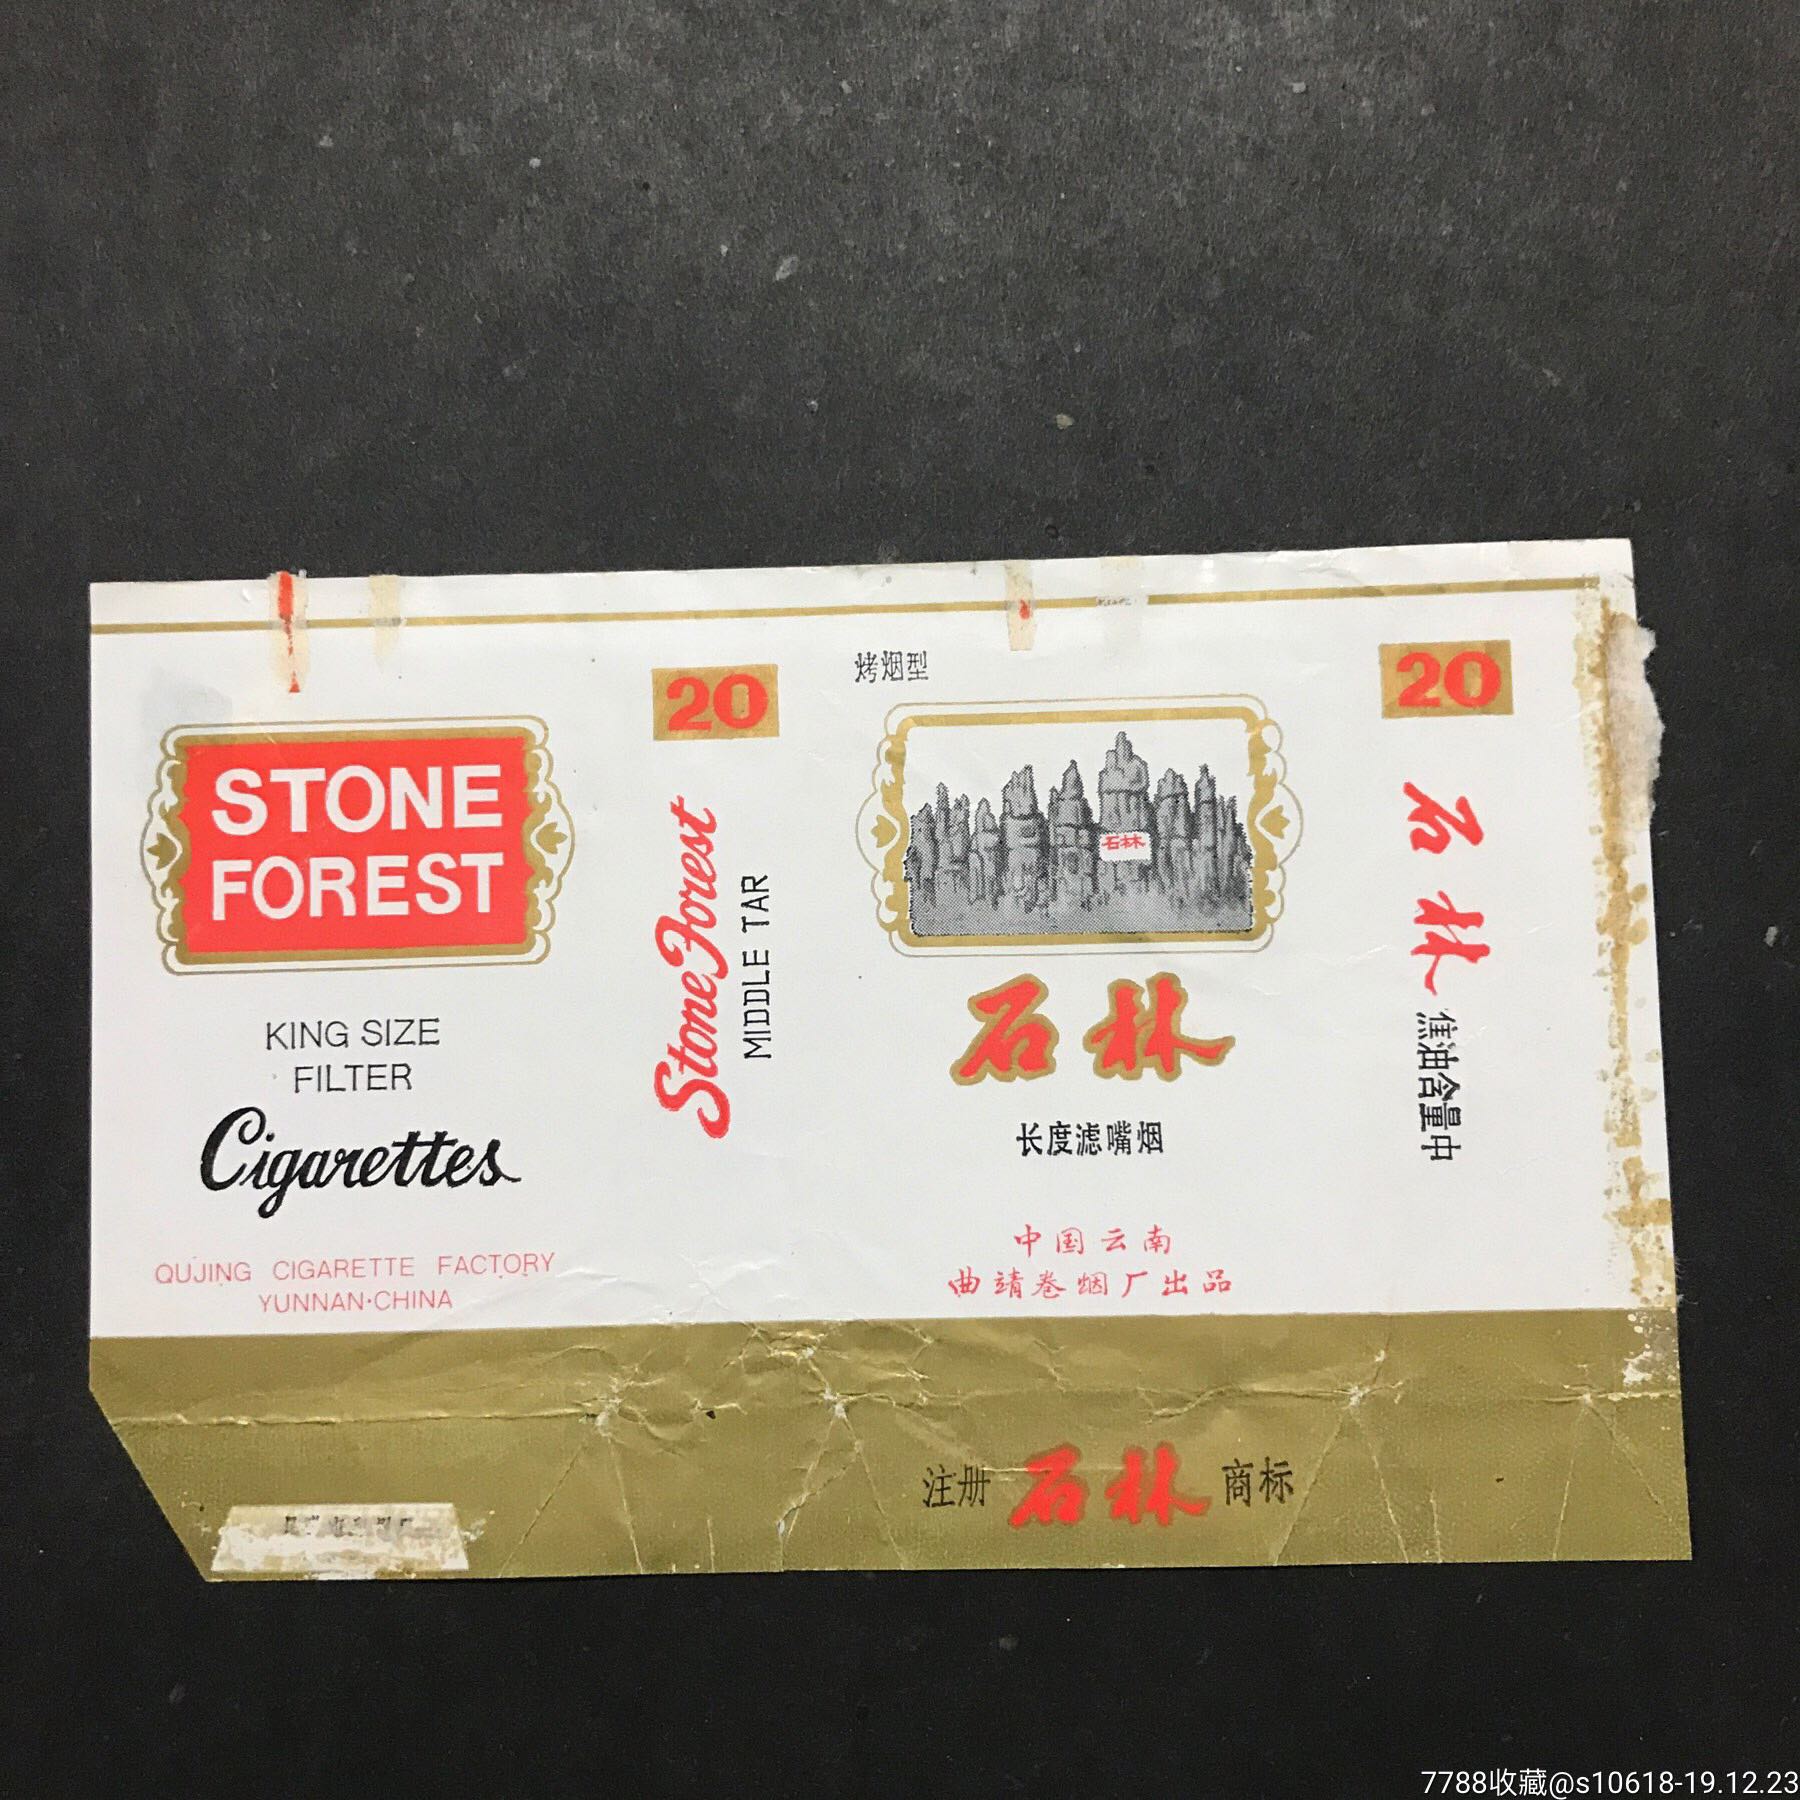 STONE
FOREST
KING SIZE
FILTER
Cigarettes
QUJING CIGARETTE FACTORY
YUNNAN·CHINA
20
Stone Forest
MIDDLE TAR
烤烟型
石林
石林
长度滤嘴烟
中国云南
曲靖卷烟厂出品
20
石林
焦油含量中
注册 石林 商标
7788收藏@s10618-19.12.23